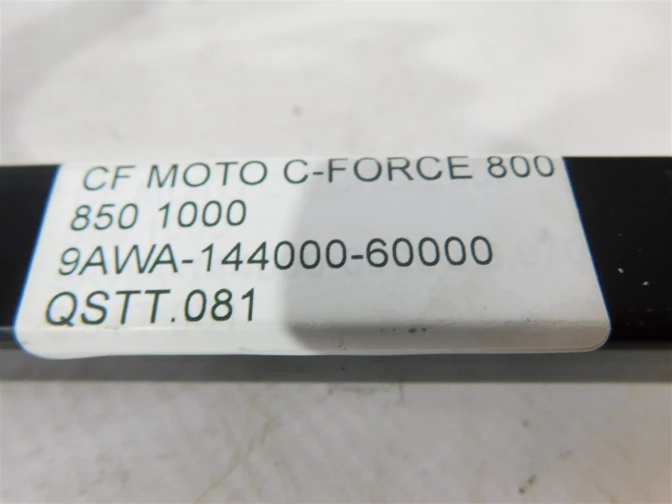 CF MOTO C-FORCE 800
850 1000
9AWA-144000-60000
QSTT.081